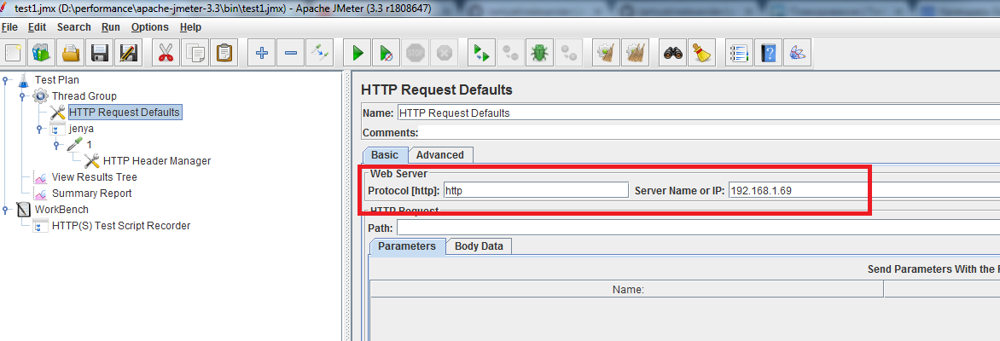 test1.jmx (D:\performance\apache-jmeter-3.3\bin\test1.jmx) - Apache JMeter (3.3 r1808647)
File Edit Search Run Options Help
Test Plan
Thread Group
HTTP Request Defaults
jenya
1
HTTP Header Manager
View Results Tree
Summary Report
WorkBench
HTTP(S) Test Script Recorder
HTTP Request Defaults
Name: HTTP Request Defaults
Comments:
Basic Advanced
Web Server
Protocol [http]: http Server Name or IP: 192.168.1.69
HTTP Request
Path:
Parameters Body Data
Send Parameters With the
Name: